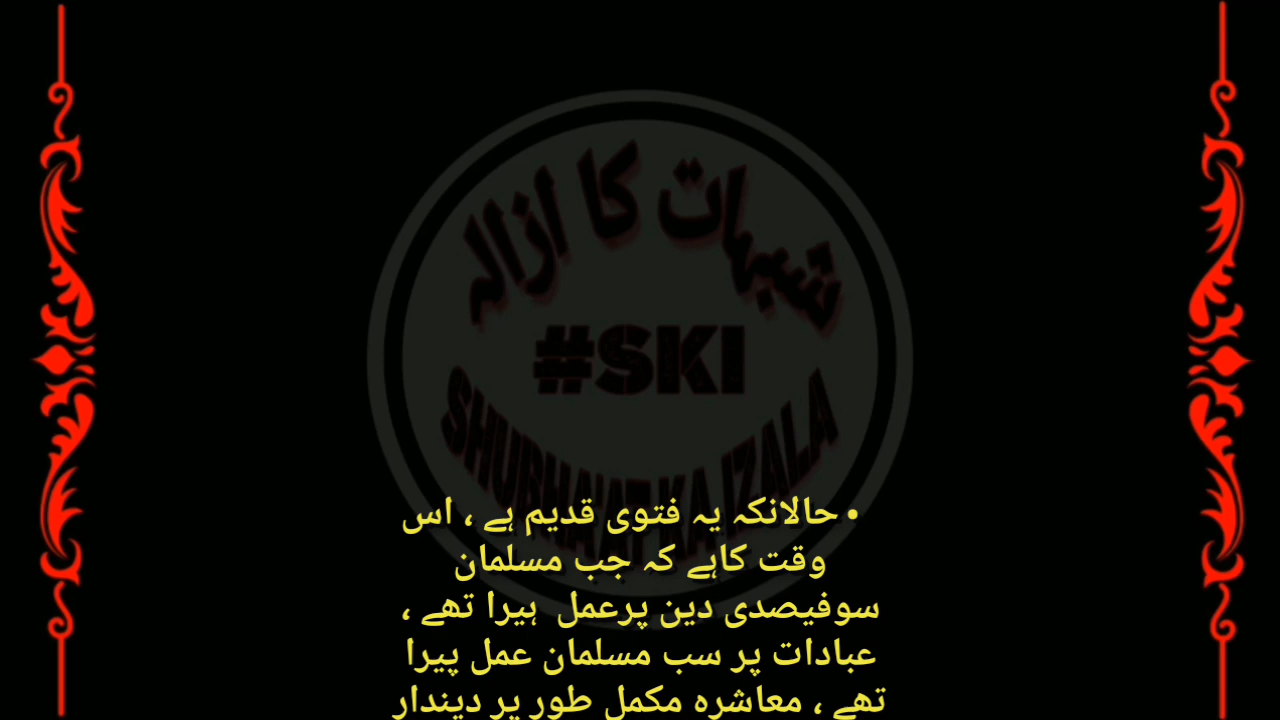 شبہات کا ازالہ
#SKI
SHUBHAAT KA IZALA
• حالانکہ یہ فتوی قدیم ہے ، اس
وقت کاہے کہ جب مسلمان
سوفیصدی دین پرعمل ہیرا تھے ،
عبادات پر سب مسلمان عمل پیرا
تھے ، معاشرہ مکمل طور پر دیندار